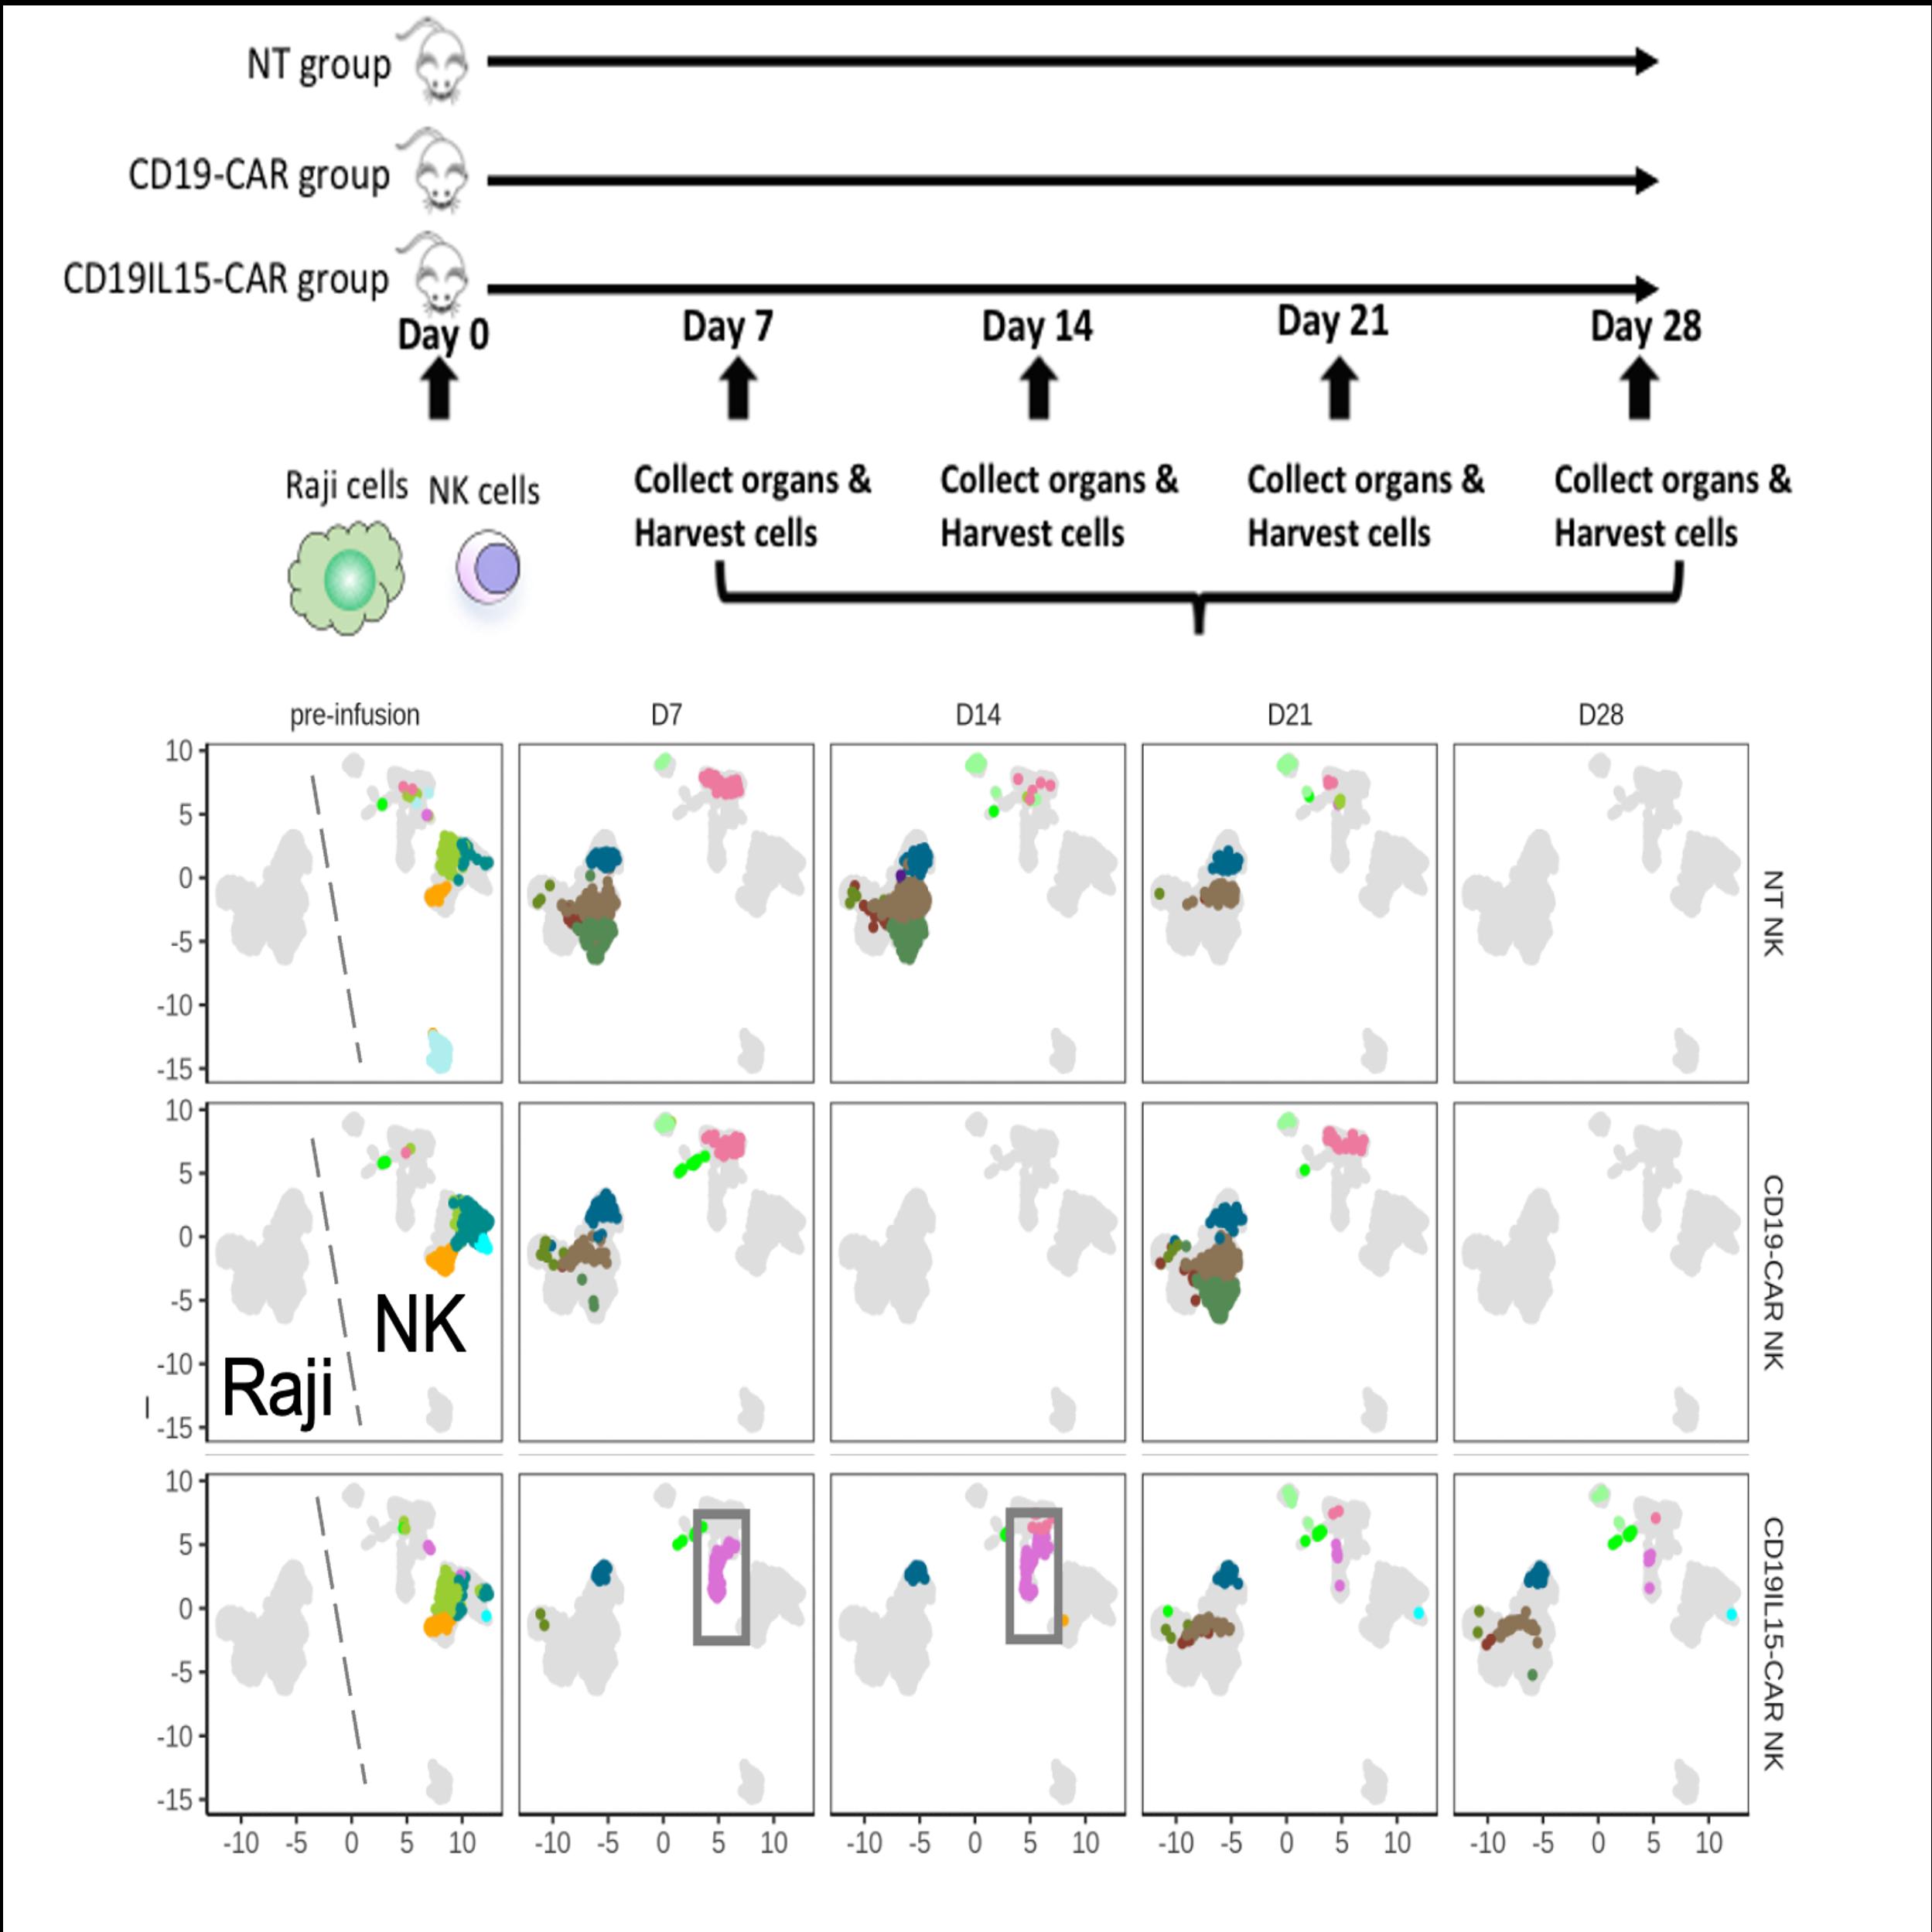 NT group
CD19-CAR group
CD19IL15-CAR group
Day 0 Day 7 Day 14 Day 21 Day 28
Raji cells NK cells
Collect organs & Collect organs & Collect organs & Collect organs &
Harvest cells Harvest cells Harvest cells Harvest cells
pre-infusion D7 D14 D21 D28
10
5
0
-5
-10
-15
NT NK
10
5
0
-5
-10
-15
NK
Raji
CD19-CAR NK
10
5
0
-5
-10
-15
CD19IL15-CAR NK
-10 -5 0 5 10 -10 -5 0 5 10 -10 -5 0 5 10 -10 -5 0 5 10 -10 -5 0 5 10